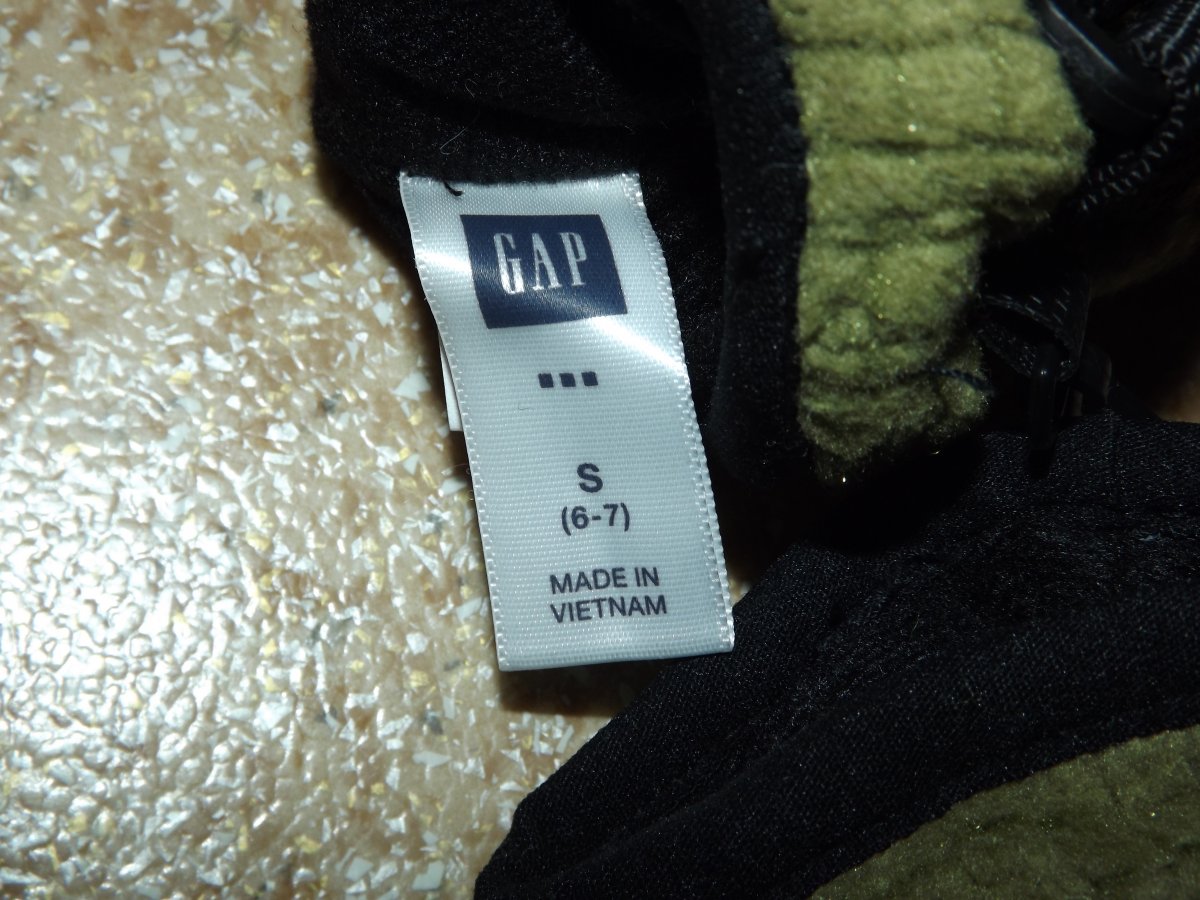 GAP
S
(6-7)
MADE IN
VIETNAM